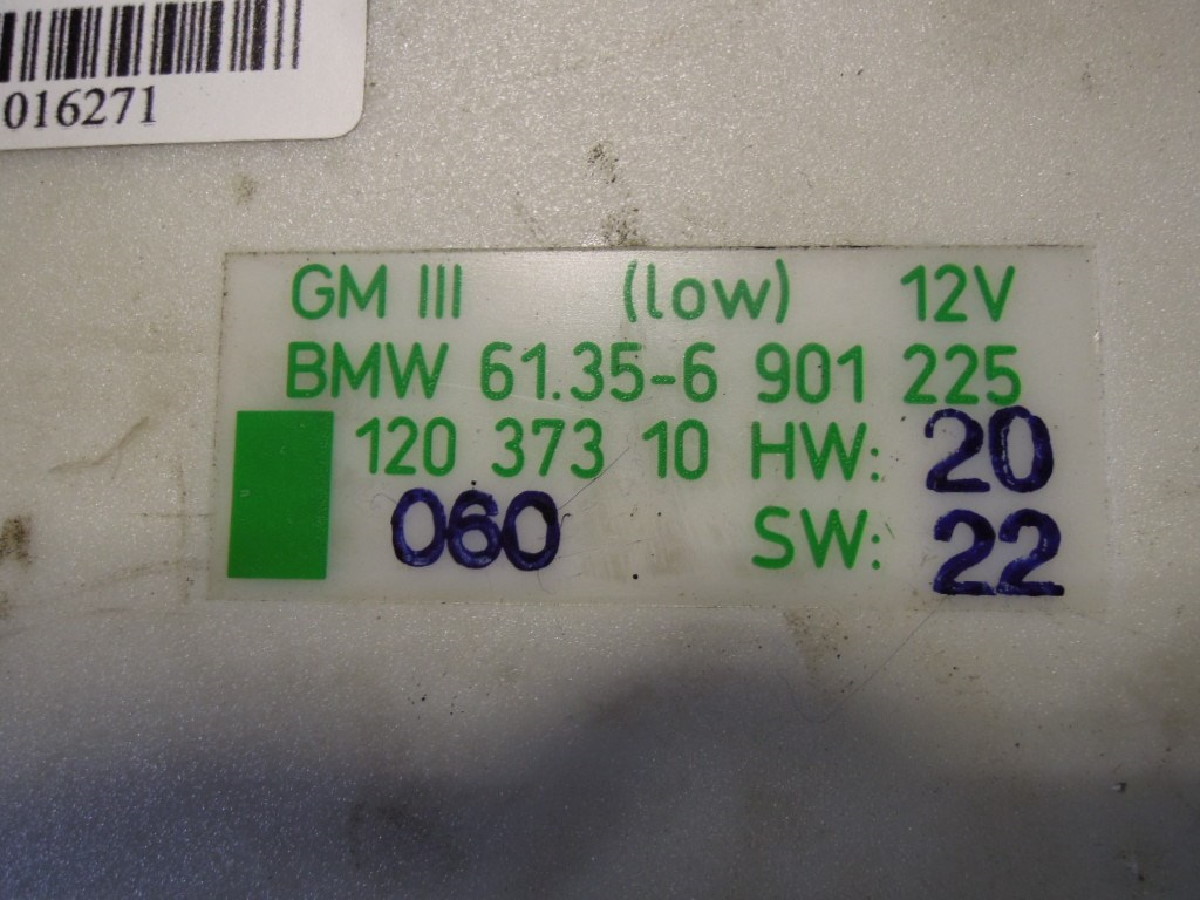 016271
GM III (low) 12V
BMW 61.35-6 901 225
120 373 10 HW: 20
060 SW: 22